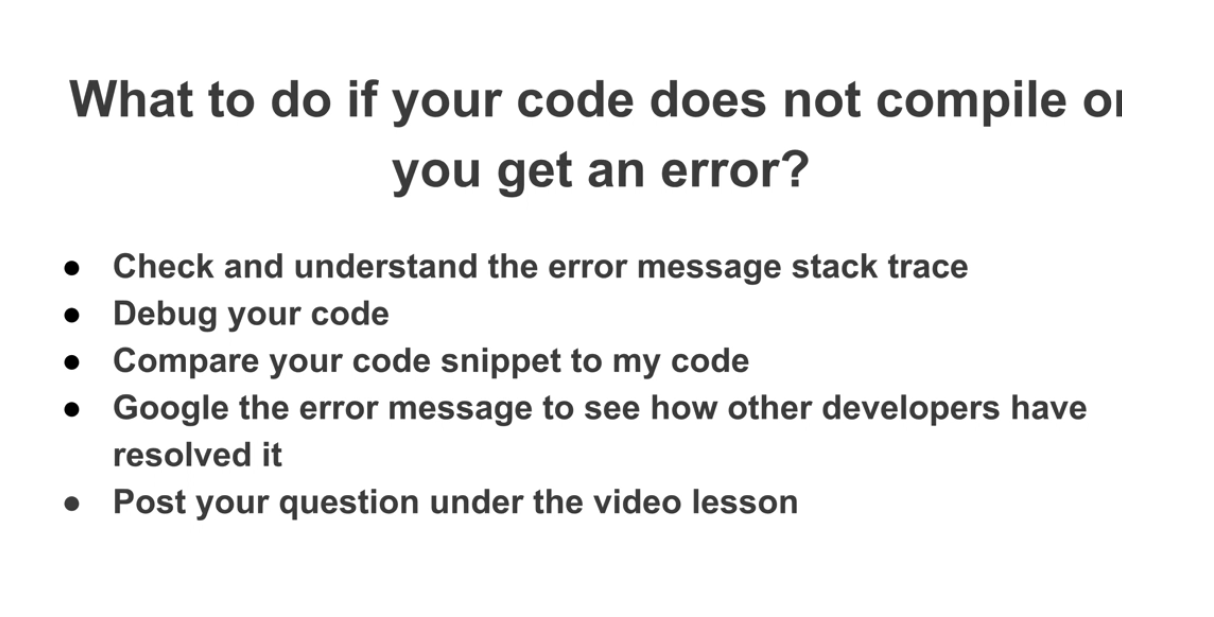 What to do if your code does not compile or
you get an error?
● Check and understand the error message stack trace
● Debug your code
● Compare your code snippet to my code
● Google the error message to see how other developers have
resolved it
● Post your question under the video lesson